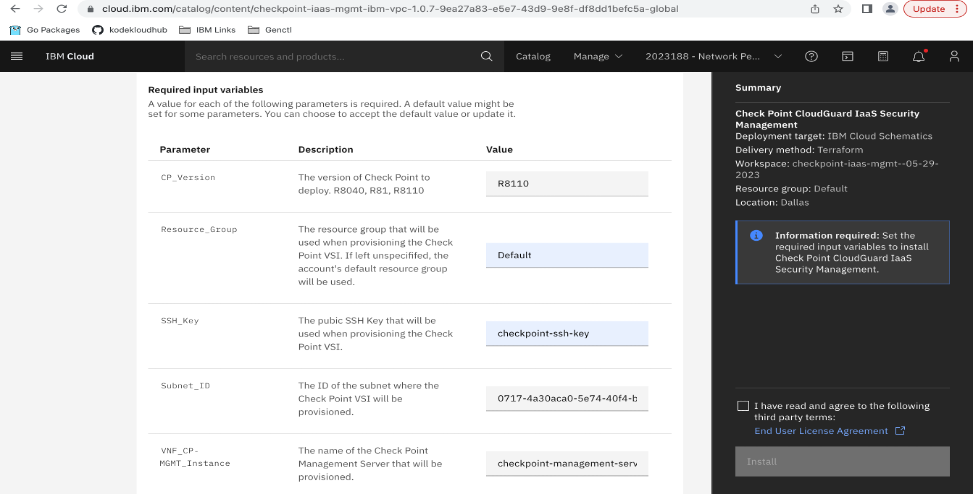 cloud.ibm.com/catalog/content/checkpoint-iaas-mgmt-ibm-vpc-1.0.7-9ea27a83-e5e7-43d9-9e8f-df8dd1befc5a-global
Update
Go Packages
kodekloudhub
IBM Links
Genctl
IBM Cloud
Search resources and products...
Catalog
Manage
2023188 - Network Pe...
Required input variables
A value for each of the following parameters is required. A default value might be
set for some parameters. You can choose to accept the default value or update it.
Parameter
Description
Value
CP_Version
The version of Check Point to
deploy. R8040, R81, R8110
R8110
Resource_Group
The resource group that will be
used when provisioning the Check
Point VSI. If left unspecififed, the
account's default resource group
will be used.
Default
SSH_Key
The pubic SSH Key that will be
used when provisioning the Check
Point VSI.
checkpoint-ssh-key
Subnet_ID
The ID of the subnet where the
Check Point VSI will be
provisioned.
0717-4a30aca0-5e74-40f4-b
VNF_CP-
MGMT_Instance
The name of the Check Point
Management Server that will be
provisioned.
checkpoint-management-serv
Summary
Check Point CloudGuard IaaS Security
Management
Deployment target: IBM Cloud Schematics
Delivery method: Terraform
Workspace: checkpoint-iaas-mgmt--05-29-
2023
Resource group: Default
Location: Dallas
Information required: Set the
required input variables to install
Check Point CloudGuard IaaS
Security Management.
I have read and agree to the following
third party terms:
End User License Agreement
Install